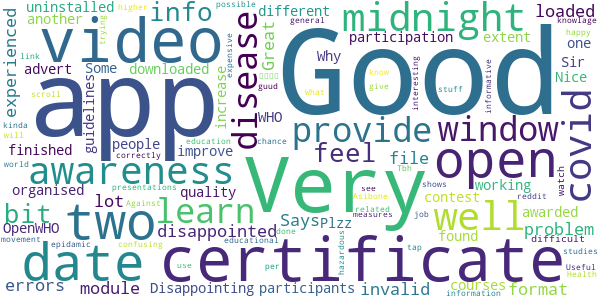 uninstalled
possible
another
info
general
higher
midnight
different
loaded
knowlage
happy
link
trying
video
app
Good
experienced
advert
Some
downloaded
guidelines
increase
disease
Great
Why
participation
extent
one
Sir
Nice
covid
scroll
kinda
will
finished
people
improve
WHO
provide
window
interesting
informative
stuff
What
know
give
correctly
education
chance
expensive
feel
file
open
working
watch
world
awareness
Very
quality
organised
presentations
Against
learn
Asibone
related
see
Tbh
contest
shows
reddit
awarded
well
bit
two
lot
OpenWHO
disappointed
Says
Plzz
measures
job
found
problem
difficult
studies
movement
epidemic
confusing
educational
done
hazardous
tap
Useful
Health
date
certificate
errors
module
use
per
Disappointing
participants
invalid
courses
information
format
guud